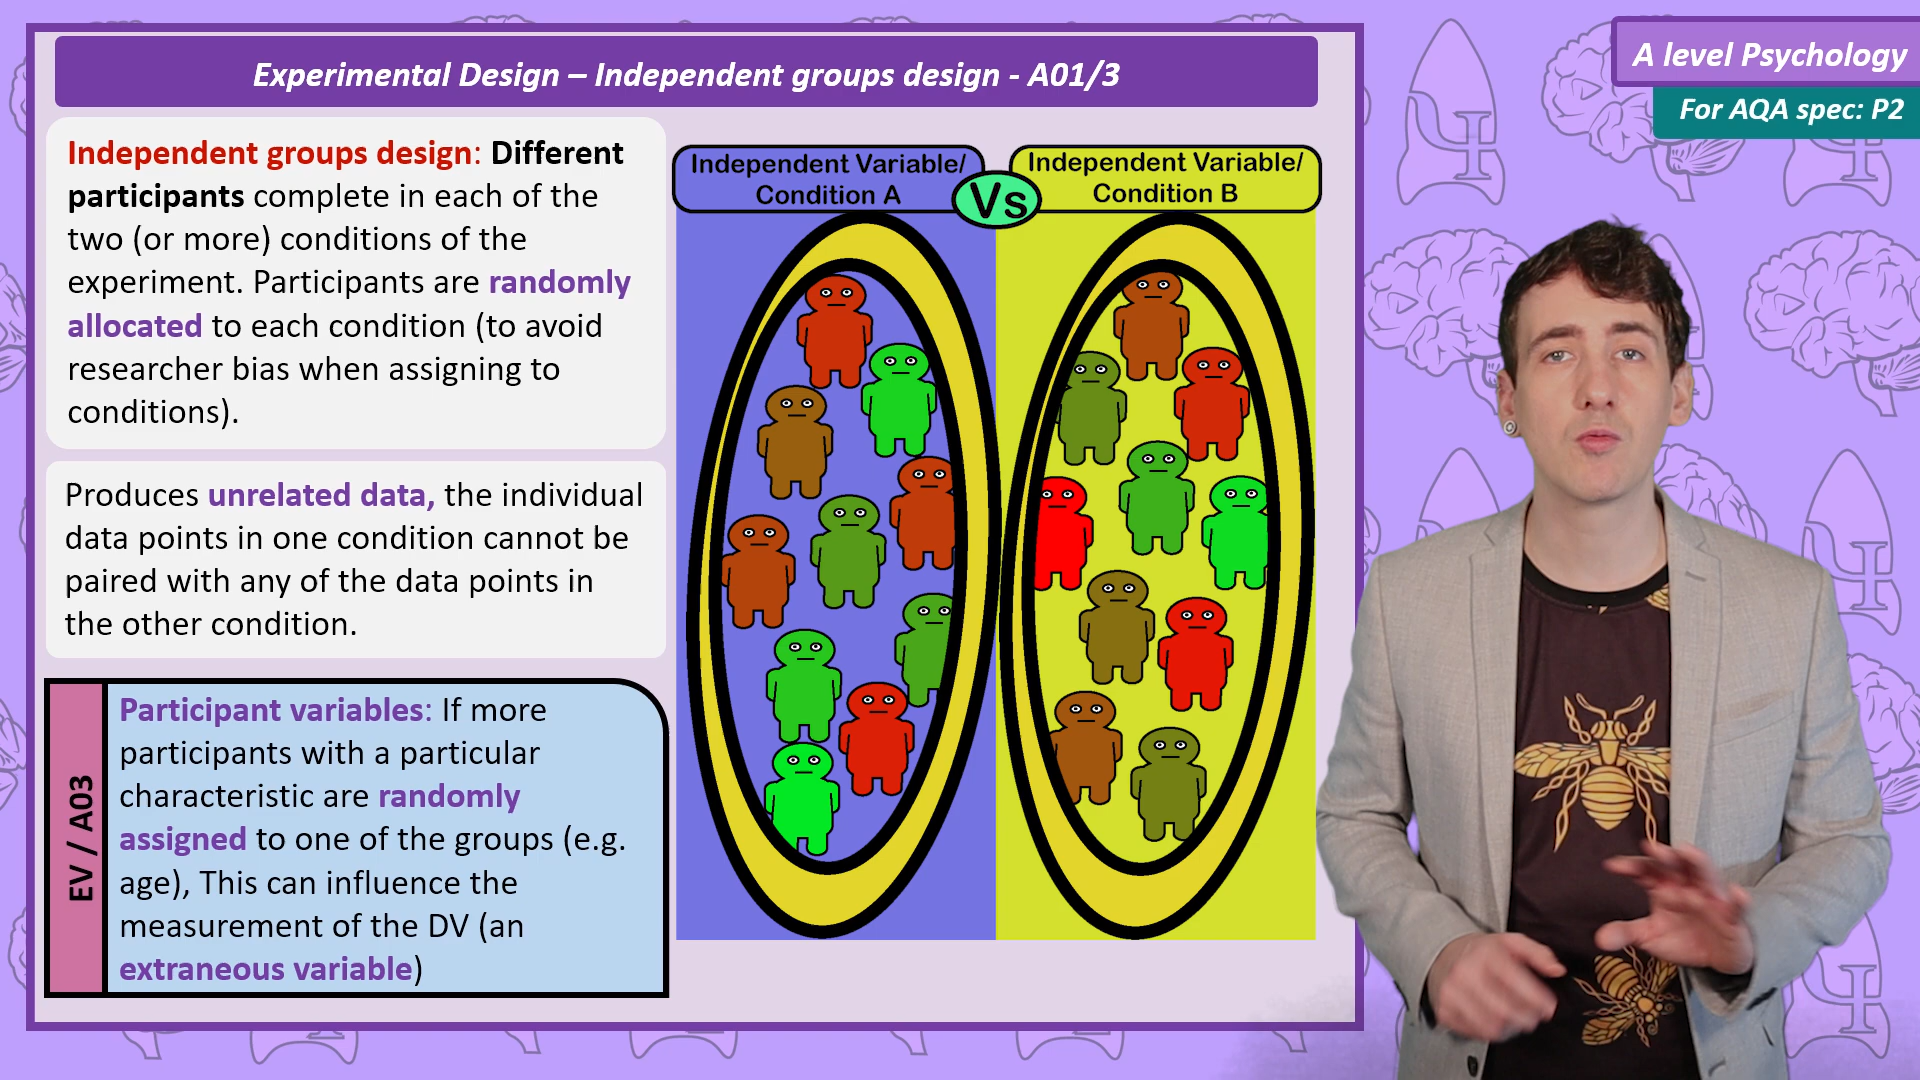 Experimental Design – Independent groups design - A01/3
A level Psychology
For AQA spec: P2
Independent groups design: Different
participants complete in each of the
two (or more) conditions of the
experiment. Participants are randomly
allocated to each condition (to avoid
researcher bias when assigning to
conditions).
Produces unrelated data, the individual
data points in one condition cannot be
paired with any of the data points in
the other condition.
EV / A03
Participant variables: If more
participants with a particular
characteristic are randomly
assigned to one of the groups (e.g.
age), This can influence the
measurement of the DV (an
extraneous variable)
Independent Variable/
Condition A
Vs
Independent Variable/
Condition B